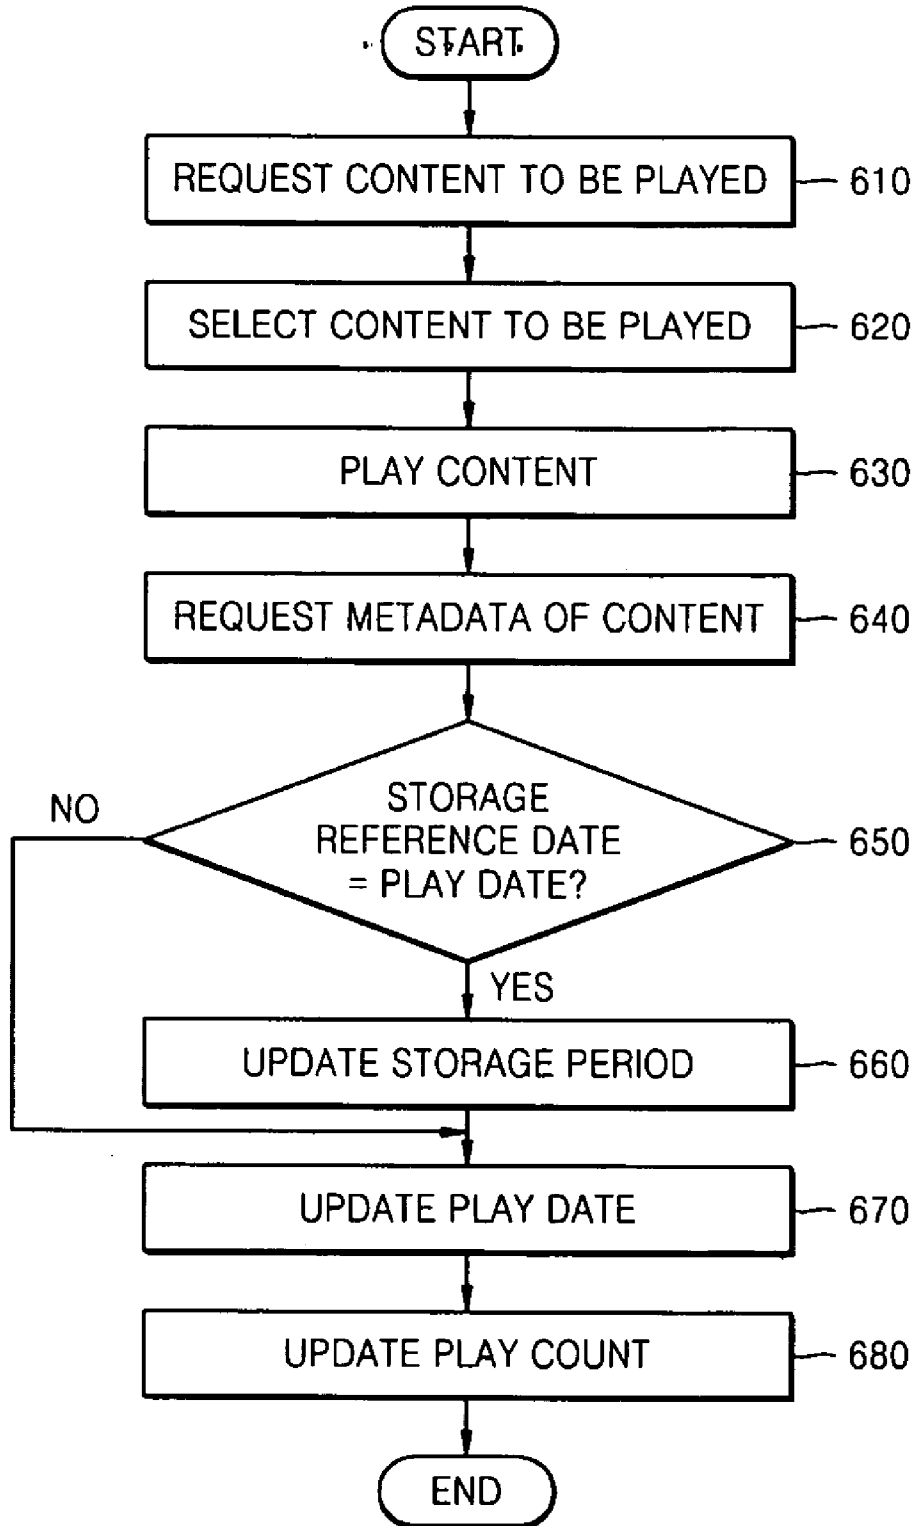 START
REQUEST CONTENT TO BE PLAYED
610
SELECT CONTENT TO BE PLAYED
620
PLAY CONTENT
630
REQUEST METADATA OF CONTENT
640
NO
STORAGE
REFERENCE DATE
= PLAY DATE?
650
YES
UPDATE STORAGE PERIOD
660
UPDATE PLAY DATE
670
UPDATE PLAY COUNT
680
END